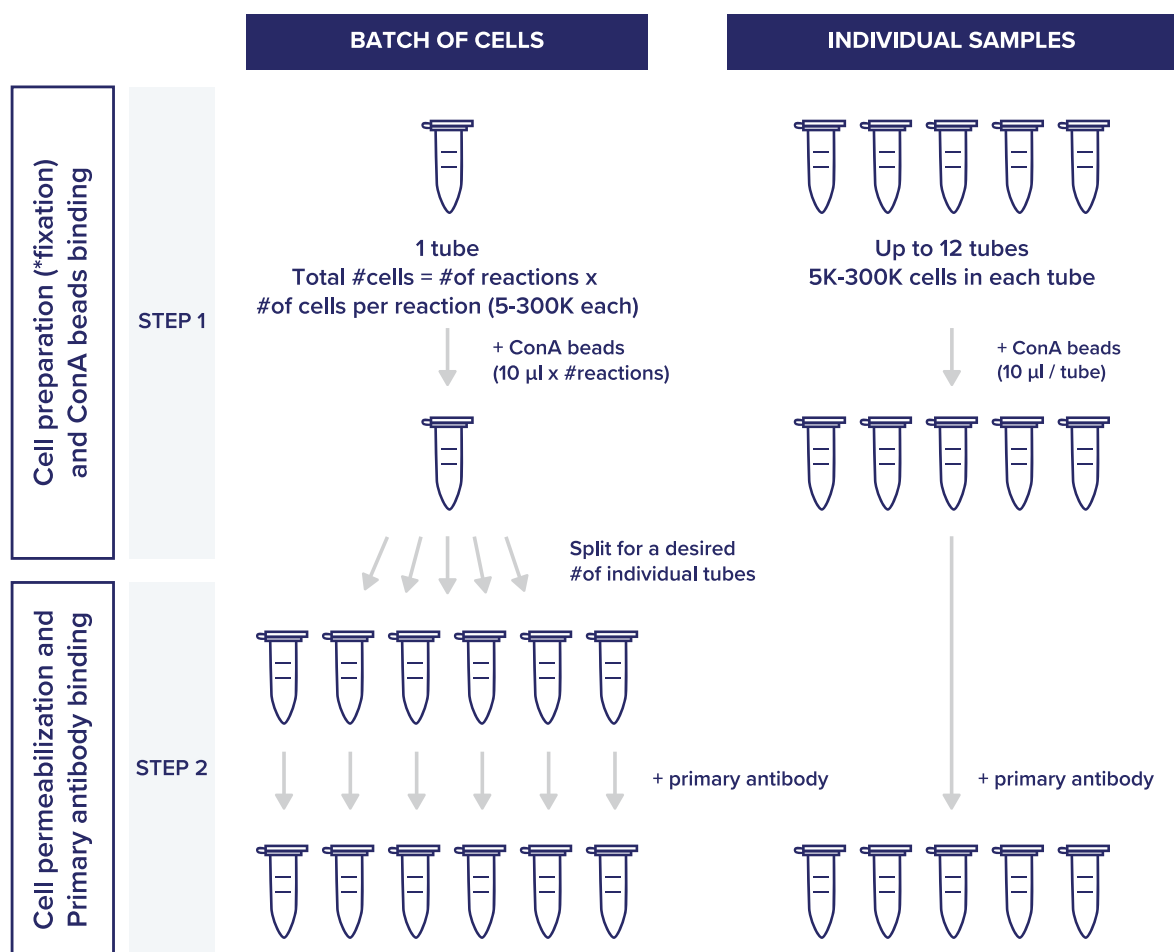 BATCH OF CELLS
INDIVIDUAL SAMPLES
Cell preparation (*fixation)
and ConA beads binding
STEP 1
1 tube
Total #cells = #of reactions x
#of cells per reaction (5-300K each)
+ ConA beads
(10 µl x #reactions)
Up to 12 tubes
5K-300K cells in each tube
+ ConA beads
(10 µl / tube)
Split for a desired
#of individual tubes
Cell permeabilization and
Primary antibody binding
STEP 2
+ primary antibody
+ primary antibody